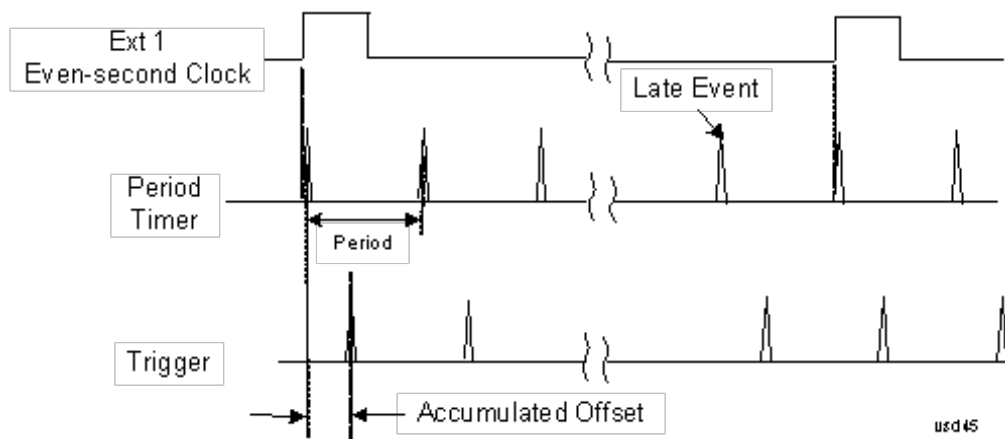 Ext 1
Even-second Clock
Late Event
Period
Timer
Period
Trigger
Accumulated Offset
usd45